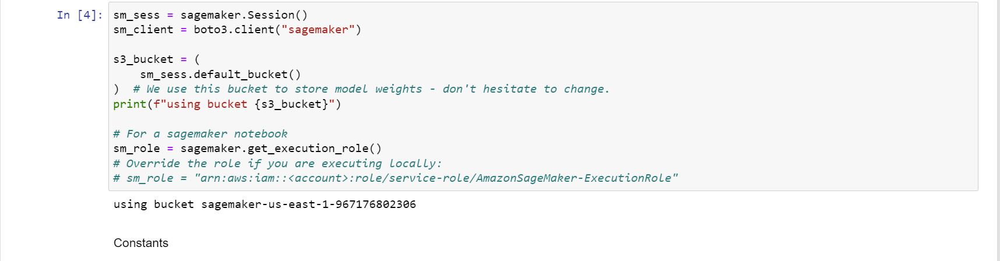 In [4]: sm_sess = sagemaker.Session()
sm_client = boto3.client("sagemaker")
s3_bucket = (
    sm_sess.default_bucket()
)  # We use this bucket to store model weights - don't hesitate to change.
print(f"using bucket {s3_bucket}")
# For a sagemaker notebook
sm_role = sagemaker.get_execution_role()
# Override the role if you are executing locally:
# sm_role = "arn:aws:iam::<account>:role/service-role/AmazonSageMaker-ExecutionRole"
using bucket sagemaker-us-east-1-967176802306
Constants